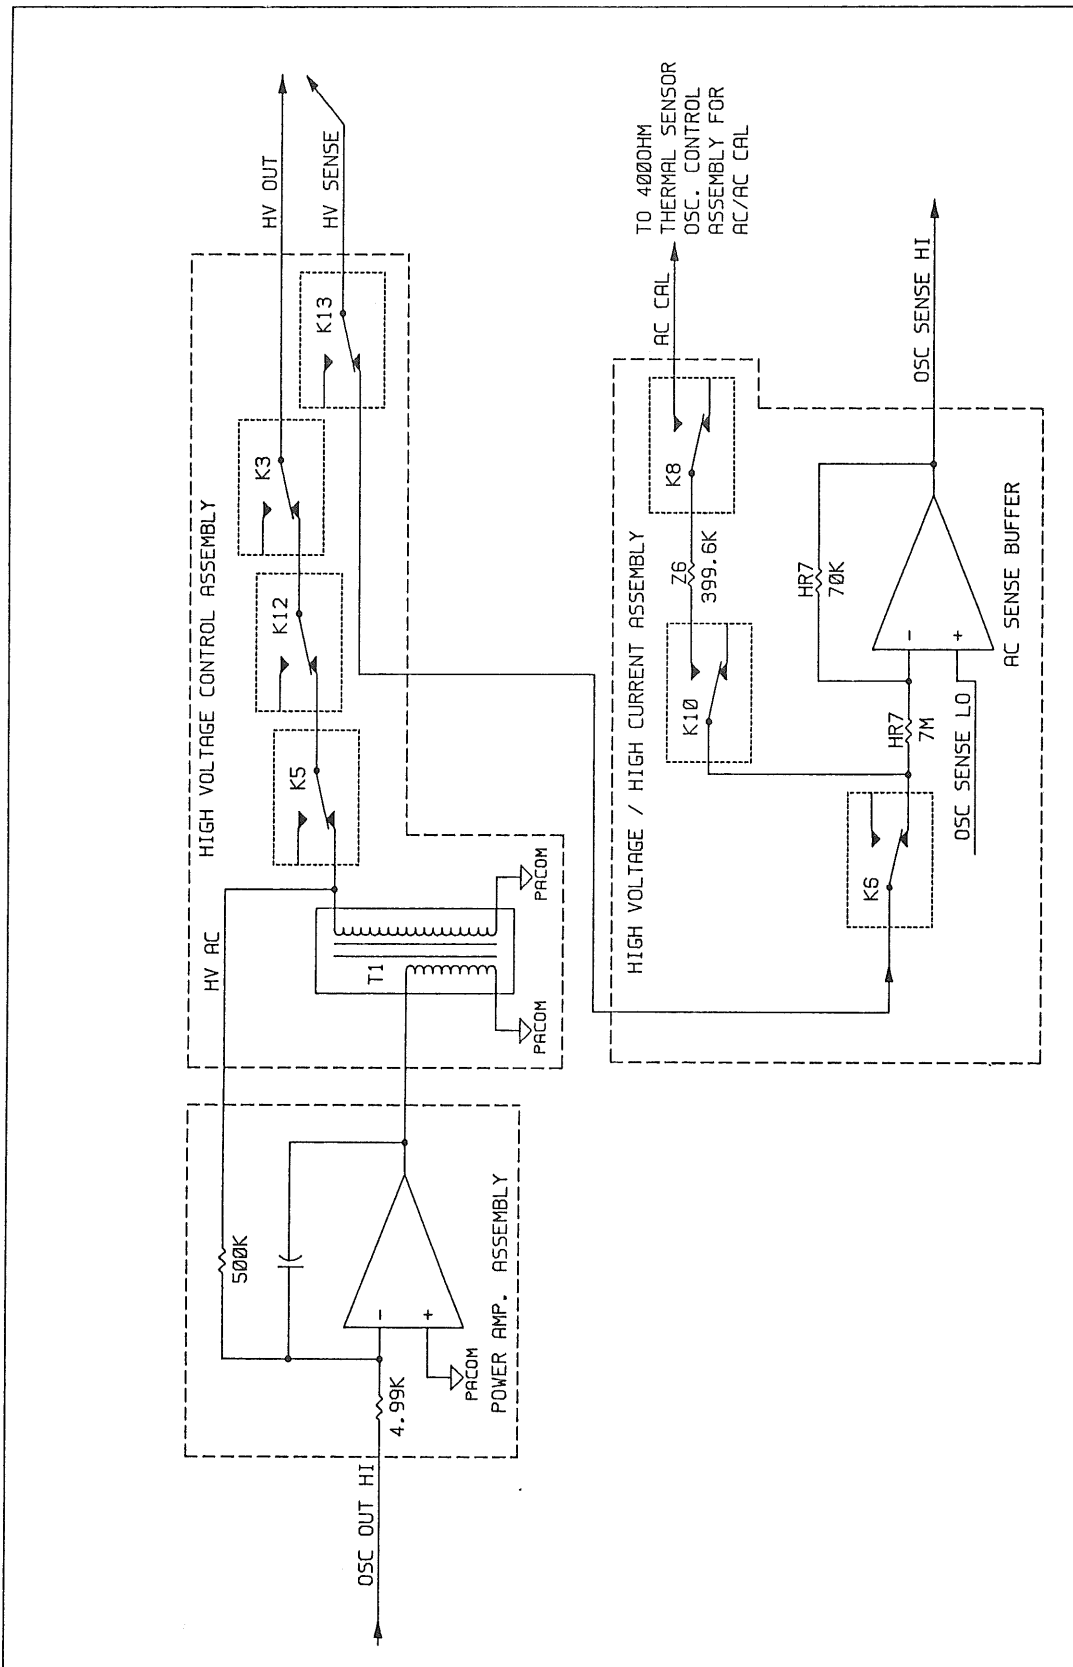 HV OUT
HV SENSE
HIGH VOLTAGE CONTROL ASSEMBLY
K13
K3
K12
K5
HV AC
T1
PACOM
PACOM
500K
4.99K
OSC OUT HI
-
+
PACOM
POWER AMP. ASSEMBLY
TO 400OHM
THERMAL SENSOR
OSC. CONTROL
ASSEMBLY FOR
AC/AC CAL
AC CAL
HIGH VOLTAGE / HIGH CURRENT ASSEMBLY
K8
Z6
399.6K
K10
K6
HR7
7M
HR7
70K
-
+
OSC SENSE LO
AC SENSE BUFFER
OSC SENSE HI